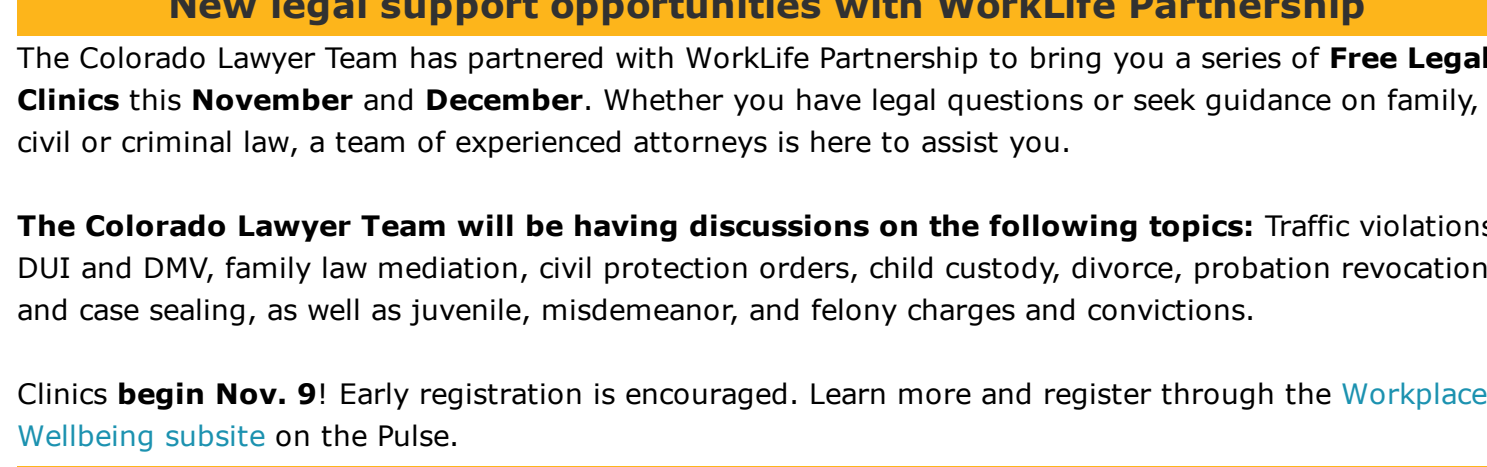 New legal support opportunities with WorkLife Partnership
The Colorado Lawyer Team has partnered with WorkLife Partnership to bring you a series of Free Legal
Clinics this November and December. Whether you have legal questions or seek guidance on family,
civil or criminal law, a team of experienced attorneys is here to assist you.
The Colorado Lawyer Team will be having discussions on the following topics: Traffic violations
DUI and DMV, family law mediation, civil protection orders, child custody, divorce, probation revocation
and case sealing, as well as juvenile, misdemeanor, and felony charges and convictions.
Clinics begin Nov. 9! Early registration is encouraged. Learn more and register through the Workplace
Wellbeing subsite on the Pulse.